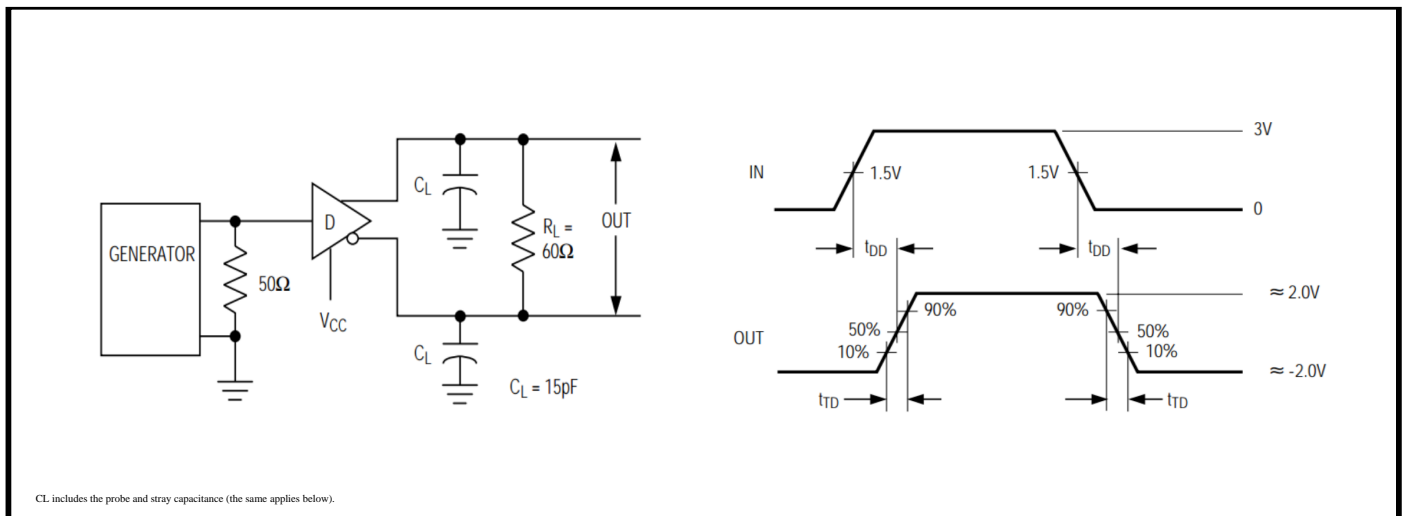 GENERATOR
50Ω
D
VCC
CL
CL
RL =
60Ω
OUT
CL = 15pF
IN
1.5V
1.5V
3V
0
tDD
tDD
OUT
90%
50%
10%
90%
50%
10%
≈ 2.0V
≈ -2.0V
tTD
tTD
CL includes the probe and stray capacitance (the same applies below).